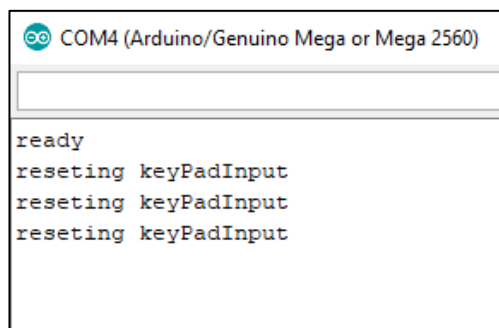 COM4 (Arduino/Genuino Mega or Mega 2560)
ready
reseting keyPadInput
reseting keyPadInput
reseting keyPadInput